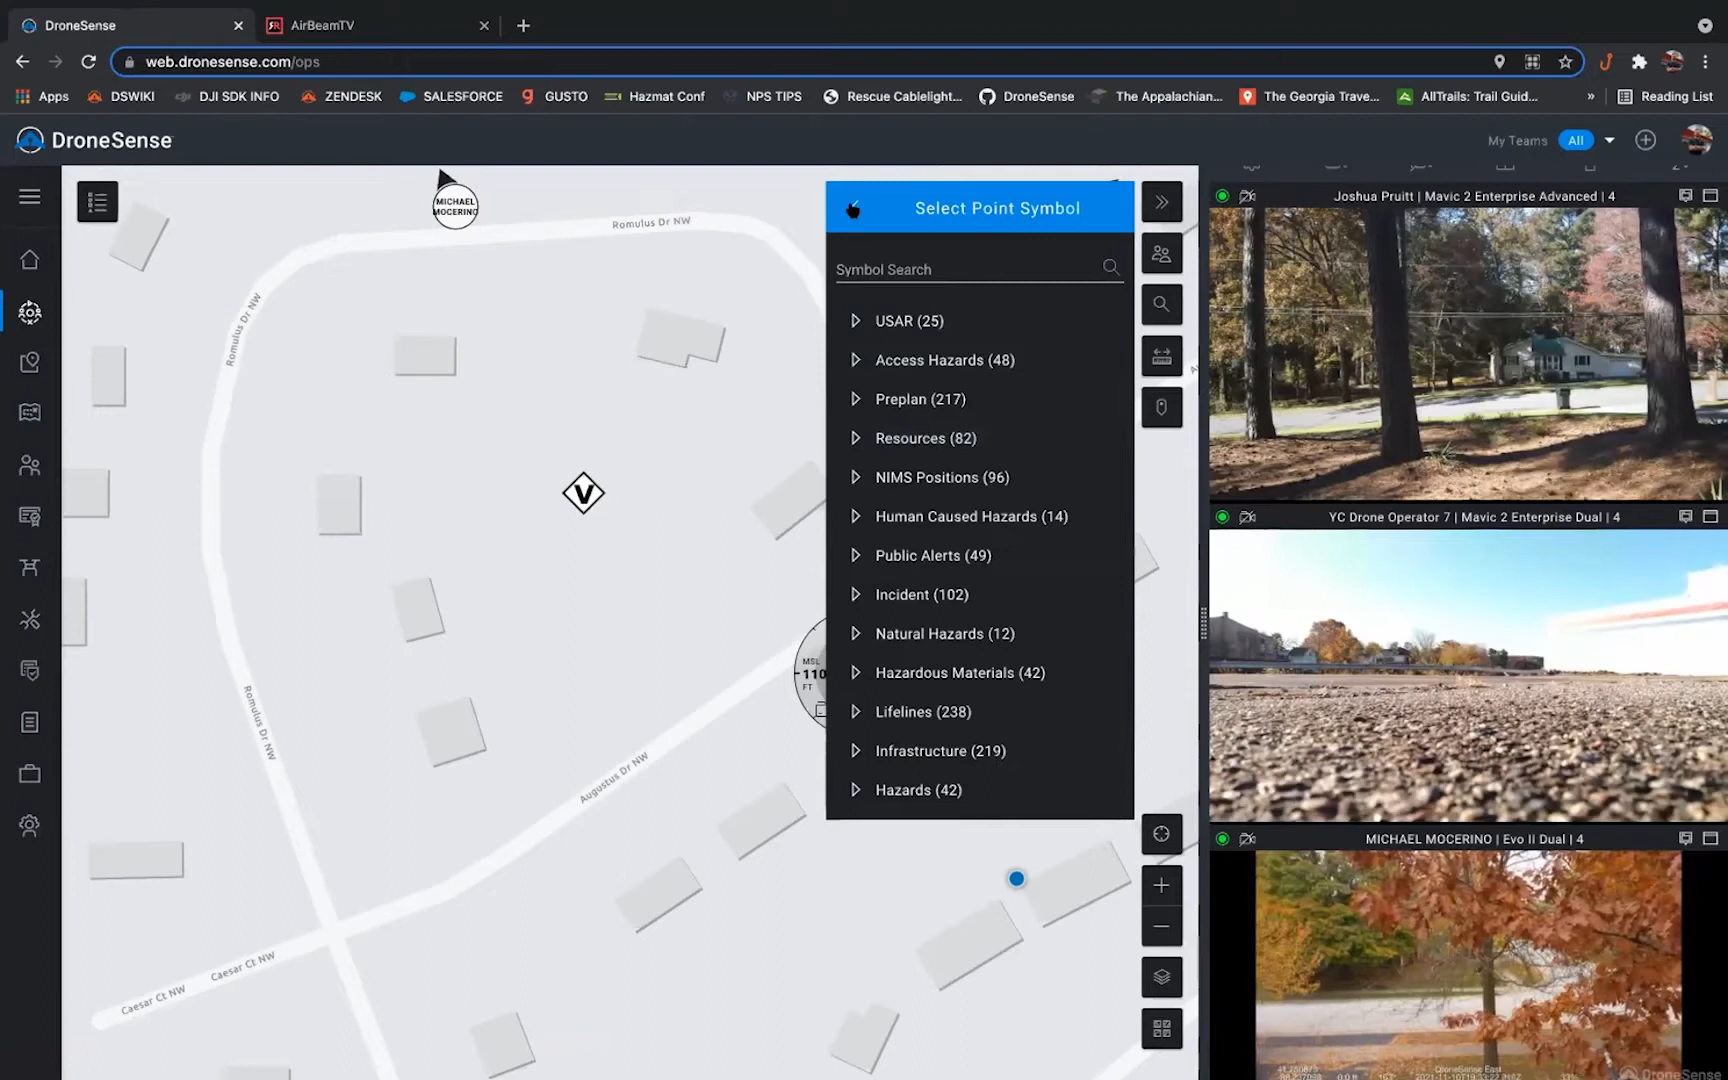 DroneSense
AirBeamTV
web.dronesense.com/ops
Apps
DSWIKI
DJI SDK INFO
ZENDESK
SALESFORCE
GUSTO
Hazmat Conf
NPS TIPS
Rescue Cablelight...
DroneSense
The Appalachian...
The Georgia Trave...
AllTrails: Trail Guid...
»
Reading List
DroneSense
My Teams
All
MICHAEL
MOCERINO
Romulus Dr NW
Romulus Dr NW
Romulus Dr NW
V
Augustus Dr NW
Caesar Ct NW
Caesar Ct NW
MSL
110
FT
Select Point Symbol
Symbol Search
USAR (25)
Access Hazards (48)
Preplan (217)
Resources (82)
NIMS Positions (96)
Human Caused Hazards (14)
Public Alerts (49)
Incident (102)
Natural Hazards (12)
Hazardous Materials (42)
Lifelines (238)
Infrastructure (219)
Hazards (42)
Joshua Pruitt | Mavic 2 Enterprise Advanced | 4
YC Drone Operator 7 | Mavic 2 Enterprise Dual | 4
MICHAEL MOCERINO | Evo Ii Dual | 4
DroneSense